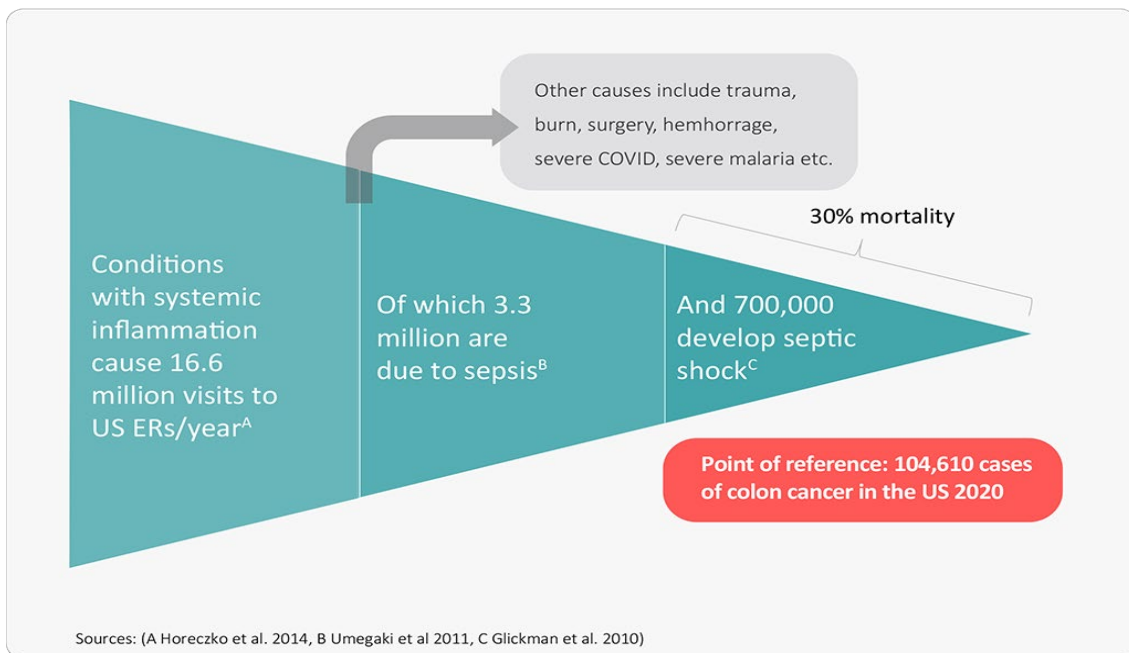 Other causes include trauma,
burn, surgery, hemhorrage,
severe COVID, severe malaria etc.
30% mortality
Conditions
with systemic
inflammation
cause 16.6
million visits to
US ERs/year^A
Of which 3.3
million are
due to sepsis^B
And 700,000
develop septic
shock^C
Point of reference: 104,610 cases
of colon cancer in the US 2020
Sources: (A Horeczko et al. 2014, B Umegaki et al 2011, C Glickman et al. 2010)